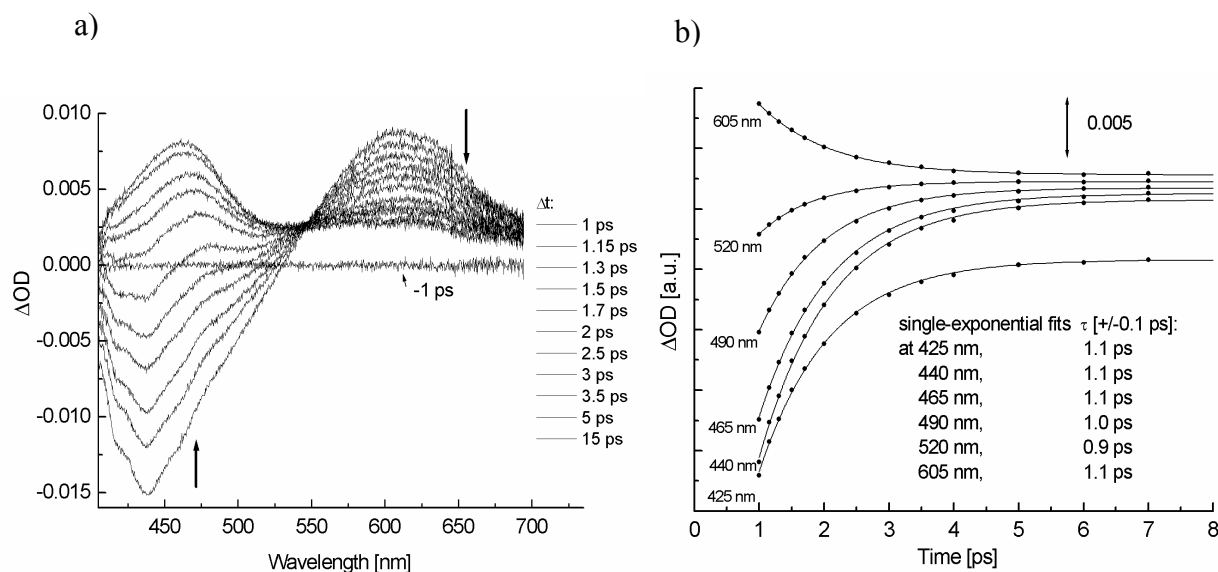 a)
0.010
0.005
0.000
-0.005
-0.010
-0.015
ΔOD
450
500
550
600
650
700
Wavelength [nm]
-1 ps
Δt:
1 ps
1.15 ps
1.3 ps
1.5 ps
1.7 ps
2 ps
2.5 ps
3 ps
3.5 ps
5 ps
15 ps
b)
ΔOD [a.u.]
605 nm
520 nm
490 nm
465 nm
440 nm
425 nm
0.005
single-exponential fits τ [+/-0.1 ps]:
at 425 nm, 1.1 ps
440 nm, 1.1 ps
465 nm, 1.1 ps
490 nm, 1.0 ps
520 nm, 0.9 ps
605 nm, 1.1 ps
0 1 2 3 4 5 6 7 8
Time [ps]